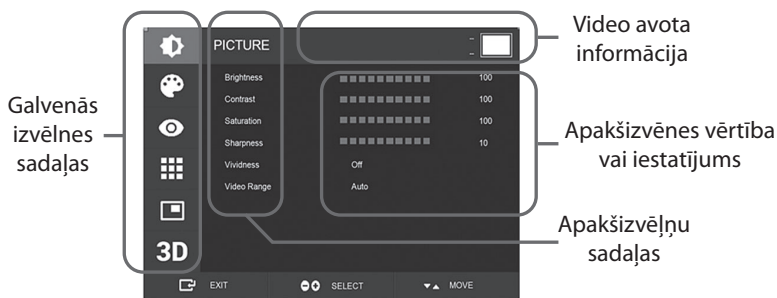 Video avota
informācija
Galvenās
izvēlnes
sadaļas
PICTURE
Brightness 100
Contrast 100
Saturation 100
Sharpness 10
Vividness Off
Video Range Auto
3D
EXIT SELECT MOVE
Apakšizvēnes vērtība
vai iestatījums
Apakšizvēļņu
sadaļas